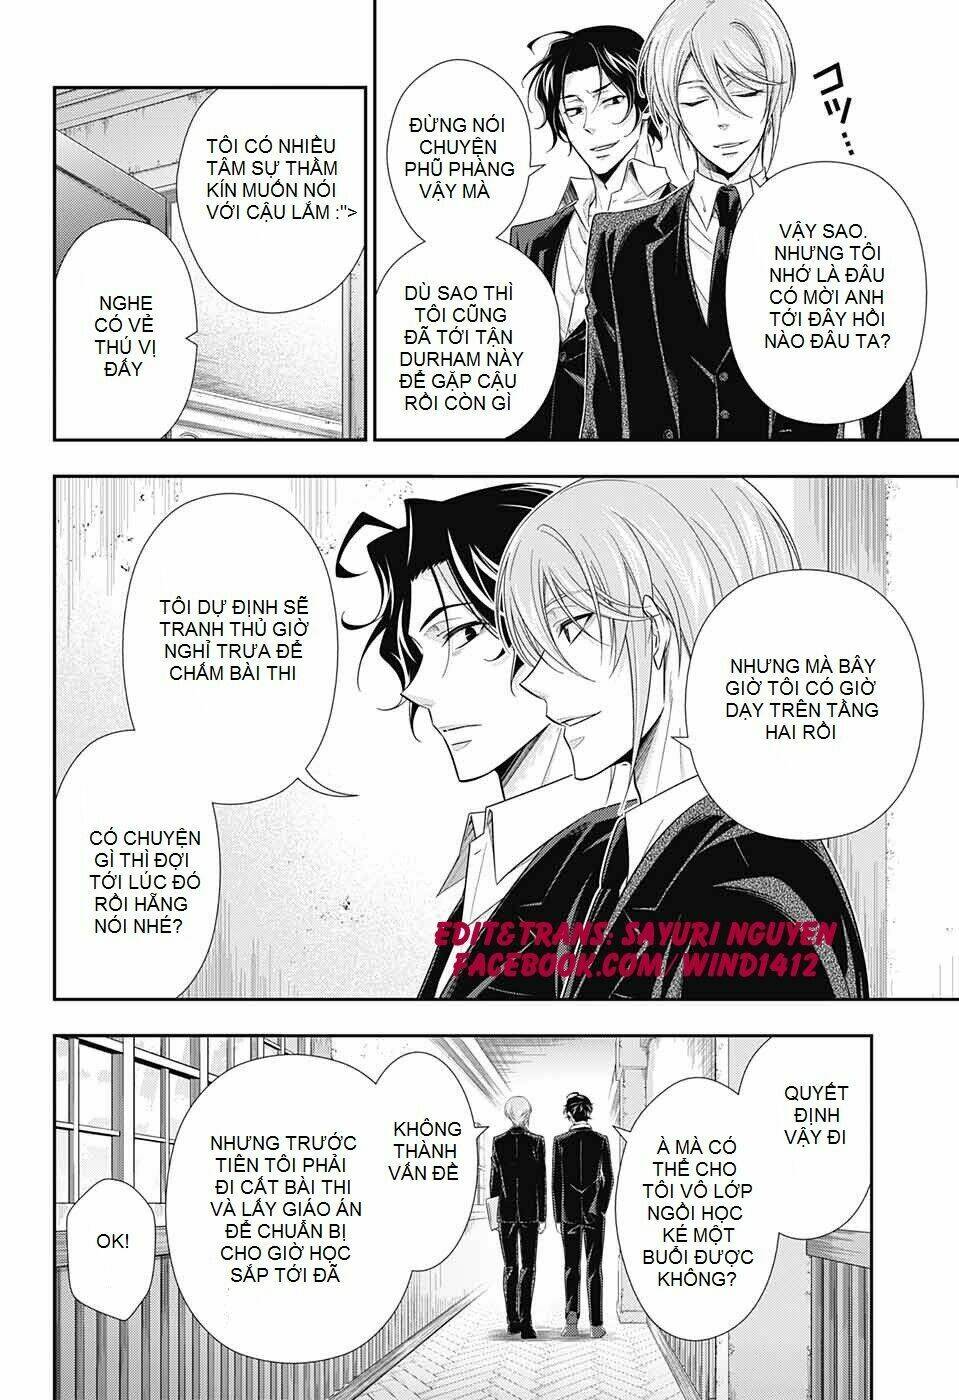 コツ…
VẬY SAO.
NHƯNG TÔI
NHỚ LÀ ĐÂU
CÓ MỜI ANH
TỚI ĐÂY HỒI
NÀO ĐÂU TA?
ĐỪNG NÓI
CHUYỆN
PHŨ PHÀNG
VẬY MÀ
DÙ SAO THÌ
TÔI CŨNG
ĐÃ TỚI TẬN
DURHAM NÀY
ĐỂ GẶP CẬU
RỒI CÒN GÌ
TÔI CÓ NHIỀU
TÂM SỰ THẦM
KÍN MUỐN NÓI
VỚI CẬU LẮM :">
NGHE
CÓ VẺ
THÚ VỊ
ĐẤY
NHƯNG MÀ BÂY
GIỜ TÔI CÓ GIỜ
DẠY TRÊN TẰNG
HAI RỒI
TÔI DỰ ĐỊNH SẼ
TRANH THỦ GIỜ
NGHỈ TRƯA ĐỂ
CHẤM BÀI THI
CÓ CHUYỆN
GÌ THÌ ĐỢI
TỚI LÚC ĐÓ
RỒI HÃNG
NÓI NHÉ?
EDIT&TRANS: SAYURI NGUYEN
FACEBOOK.COM/WIND1412
QUYẾT
ĐỊNH
VẬY ĐI
À MÀ CÓ
THỂ CHO
TÔI VÔ LỚP
NGỒI HỌC
KÉ MỘT
BUỔI ĐƯỢC
KHÔNG?
KHÔNG
THÀNH
VẤN ĐỀ
NHƯNG TRƯỚC
TIÊN TÔI PHẢI
ĐI CẤT BÀI THI
VÀ LẤY GIÁO ÁN
ĐỂ CHUẨN BỊ
CHO GIỜ HỌC
SẮP TỚI ĐÃ
OK!